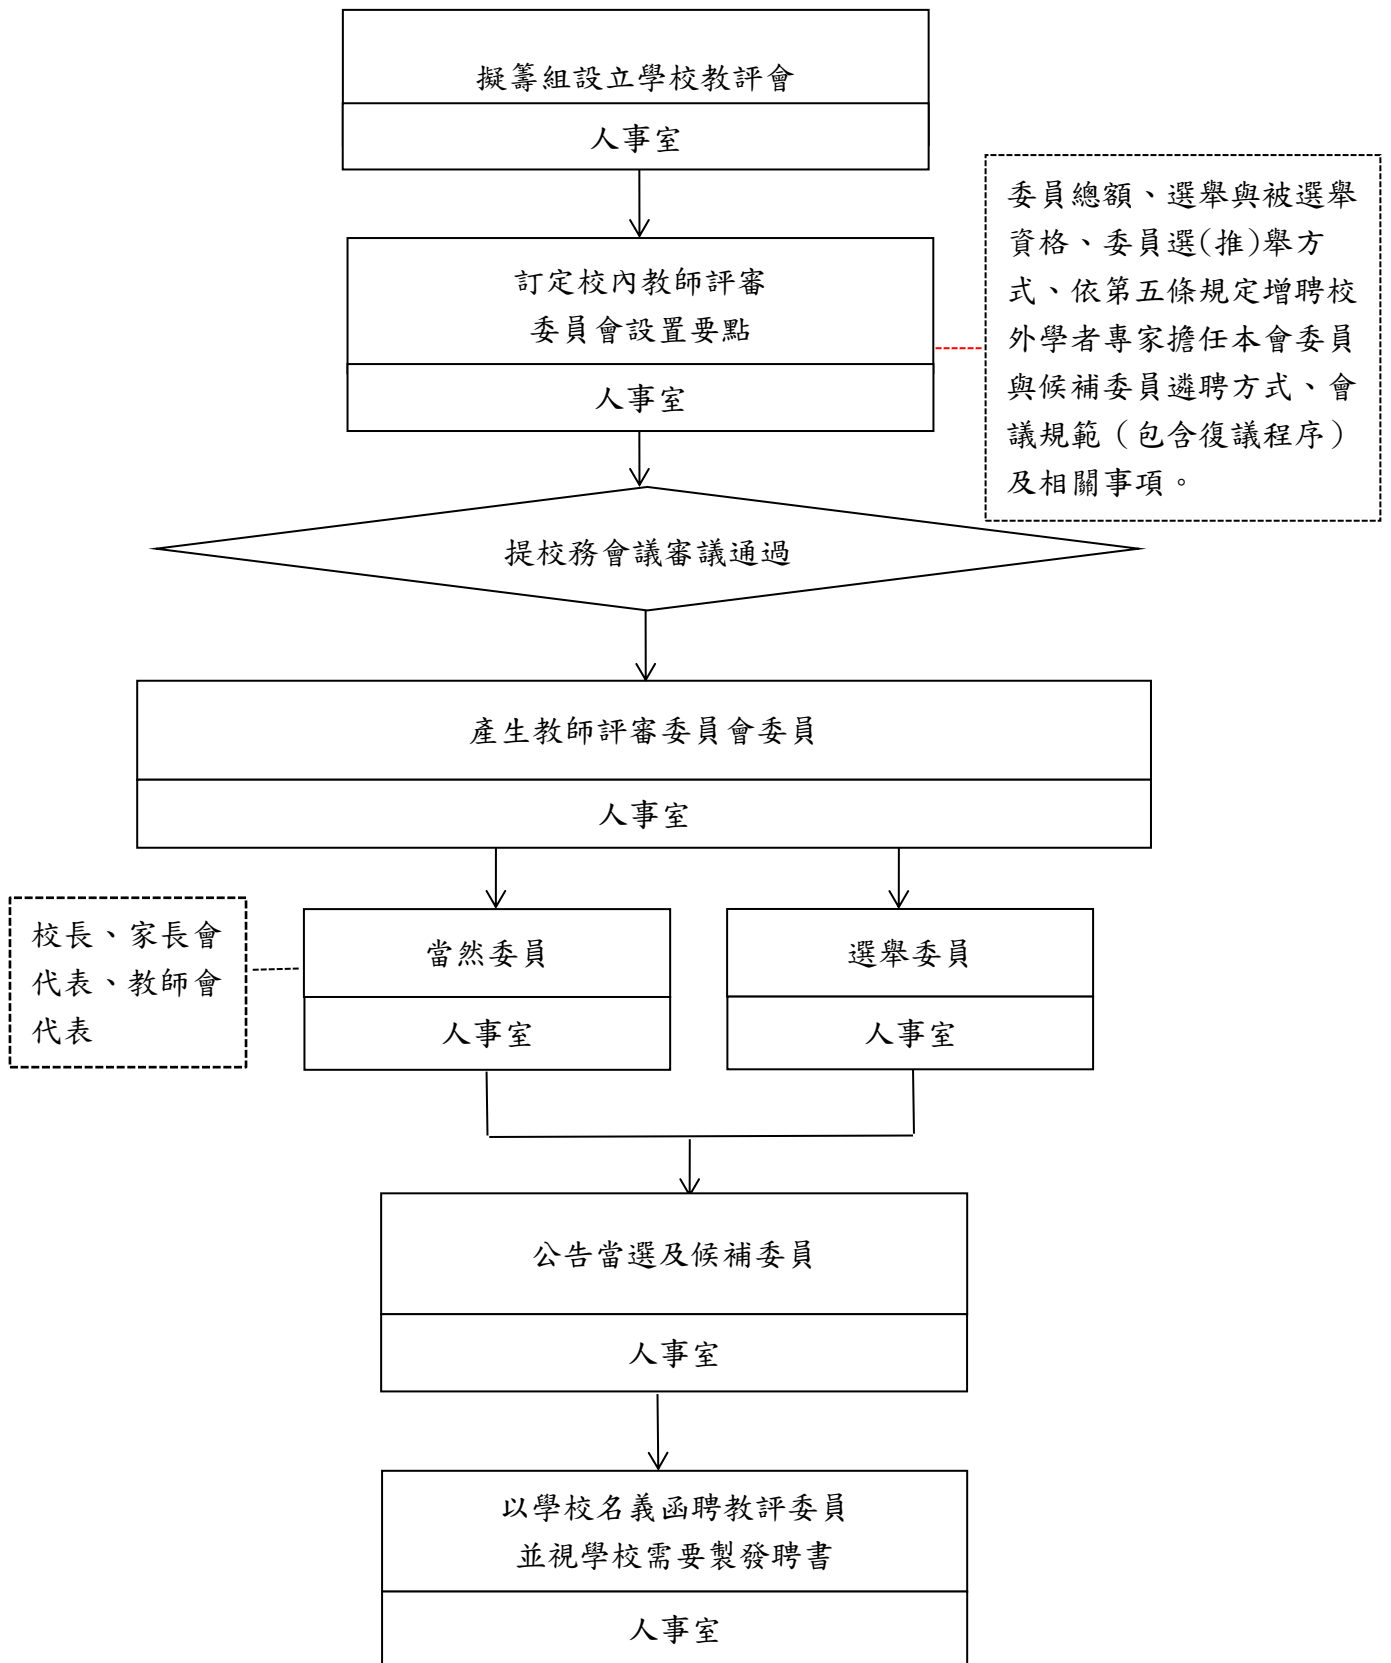 擬籌組設立學校教評會
人事室
訂定校內教師評審
委員會設置要點
人事室
委員總額、選舉與被選舉
資格、委員選(推)舉方
式、依第五條規定增聘校
外學者專家擔任本會委員
與候補委員遴聘方式、會
議規範（包含復議程序）
及相關事項。
提校務會議審議通過
產生教師評審委員會委員
人事室
校長、家長會
代表、教師會
代表
當然委員
人事室
選舉委員
人事室
公告當選及候補委員
人事室
以學校名義函聘教評委員
並視學校需要製發聘書
人事室